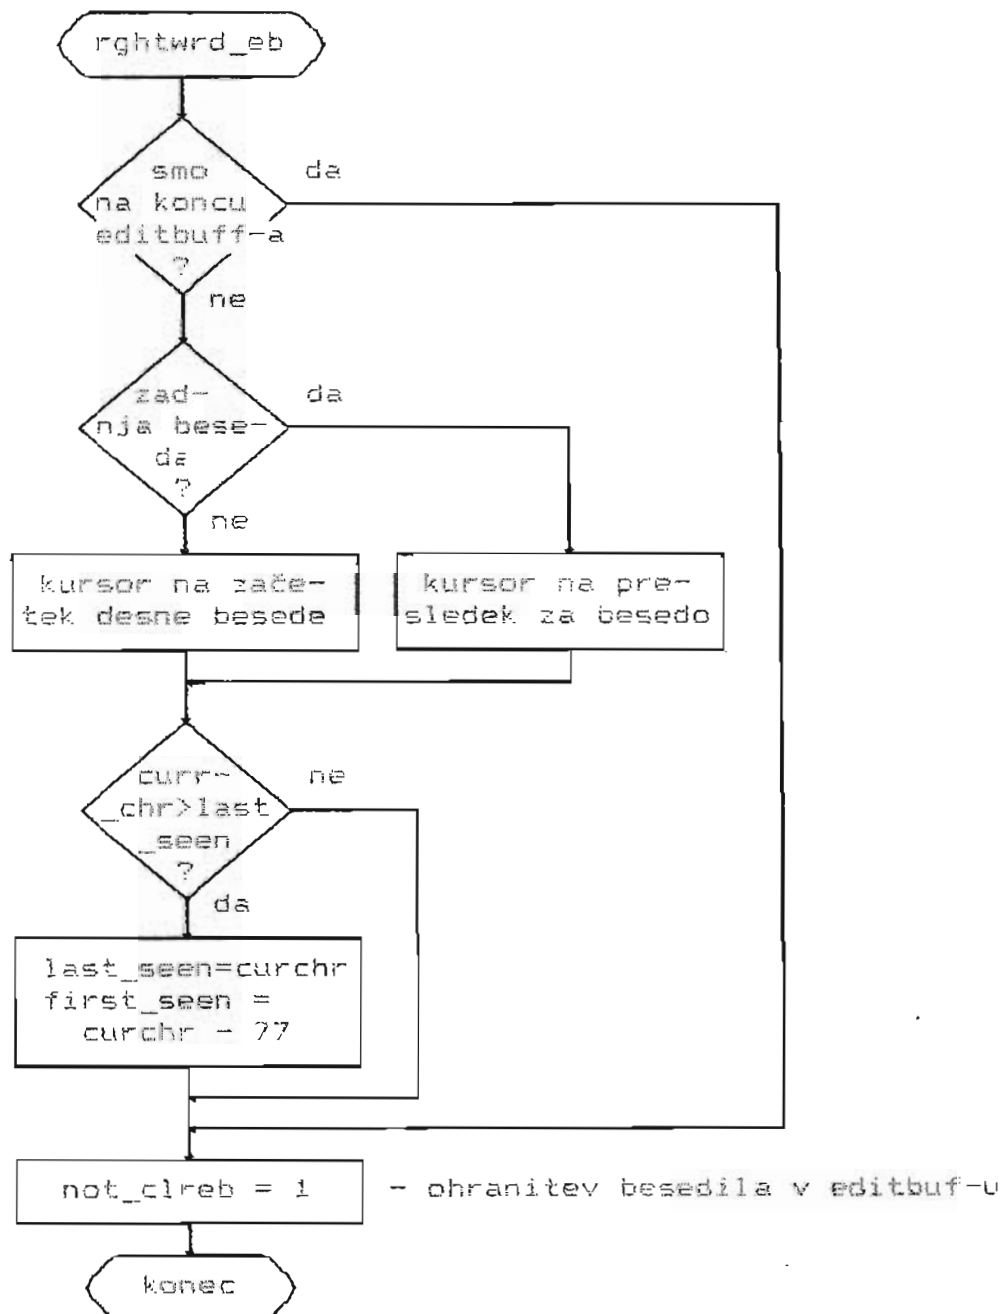 rghtwrd_eb
smo
na koncu
editbuff-a
?
da
ne
zad-
nja bese-
da
?
da
ne
kursor na zače-
tek desne besede
kursor na pre-
sledek za besedo
curr-
_chr>last
_seen
?
ne
da
last_seen=curchr
first_seen =
curchr - 77
not_clreb = 1
- ohranitev besedila v editbuf-u
konec